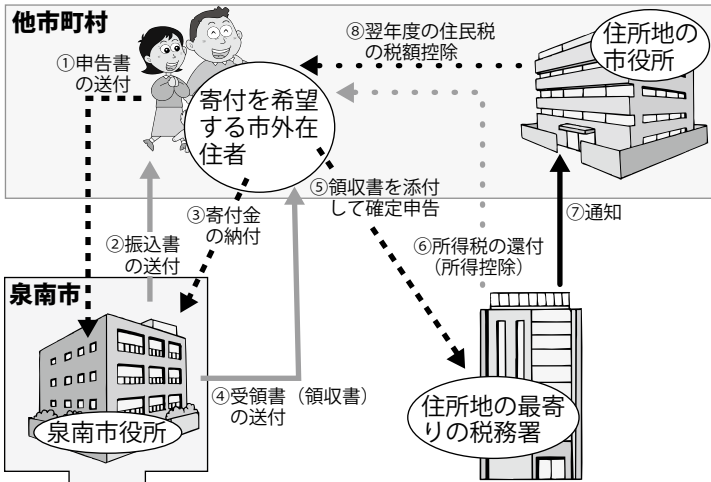 他市町村
①申告書
の送付
寄付を希望
する市外在
住者
⑧翌年度の住民税
の税額控除
住所地の
市役所
②振込書
の送付
③寄付金
の納付
⑤領収書を添付
して確定申告
⑥所得税の還付
（所得控除）
⑦通知
泉南市
泉南市役所
④受領書（領収書）
の送付
住所地の最寄
りの税務署